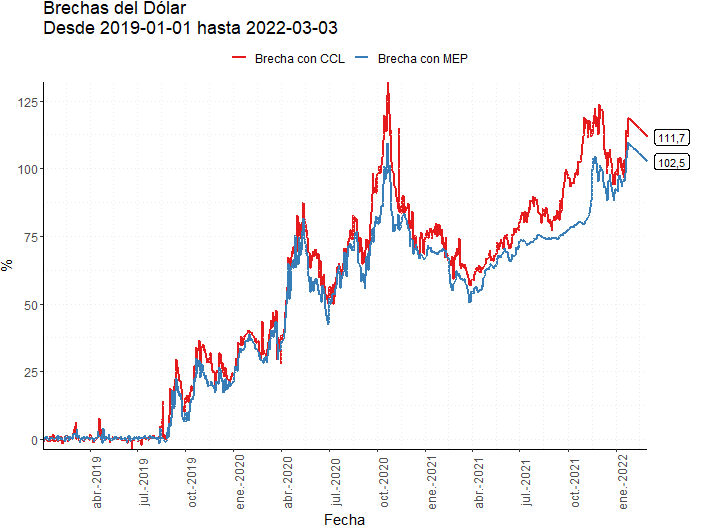 Brechas del Dólar
Desde 2019-01-01 hasta 2022-03-03
Brecha con CCL
Brecha con MEP
125
100
75
50
25
0
%
111,7
102,5
abr.-2019
jul.-2019
oct.-2019
ene.-2020
abr.-2020
jul.-2020
oct.-2020
ene.-2021
abr.-2021
jul.-2021
oct.-2021
ene.-2022
Fecha